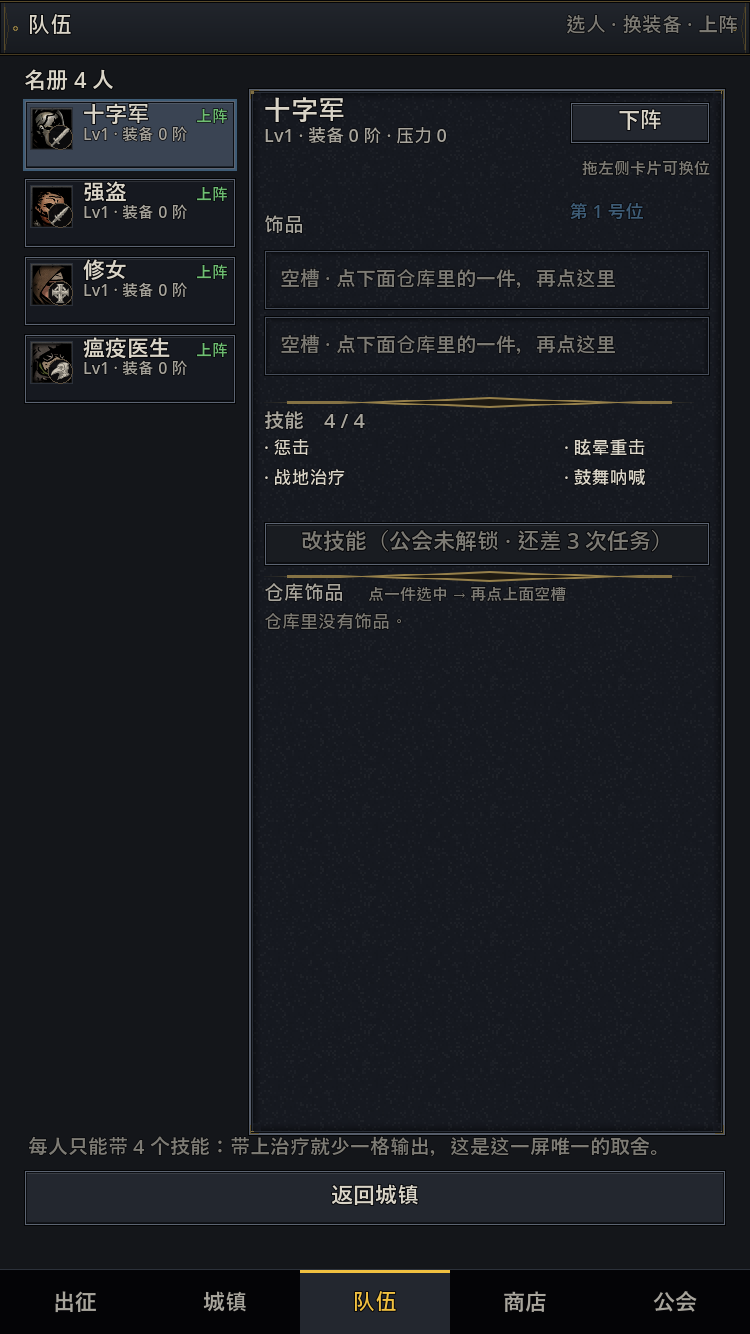 队伍
选人 · 换装备 · 上阵
名册 4 人
十字军
上阵
Lv1 · 装备 0 阶
强盗
上阵
Lv1 · 装备 0 阶
修女
上阵
Lv1 · 装备 0 阶
瘟疫医生
上阵
Lv1 · 装备 0 阶
十字军
Lv1 · 装备 0 阶 · 压力 0
下阵
拖左侧卡片可换位
第 1 号位
饰品
空槽 · 点下面仓库里的一件，再点这里
空槽 · 点下面仓库里的一件，再点这里
技能 4 / 4
· 惩击
· 眩晕重击
· 战地治疗
· 鼓舞呐喊
改技能（公会未解锁 · 还差 3 次任务）
仓库饰品 点一件选中 → 再点上面空槽
仓库里没有饰品。
每人只能带 4 个技能：带上治疗就少一格输出，这是这一屏唯一的取舍。
返回城镇
出征
城镇
队伍
商店
公会